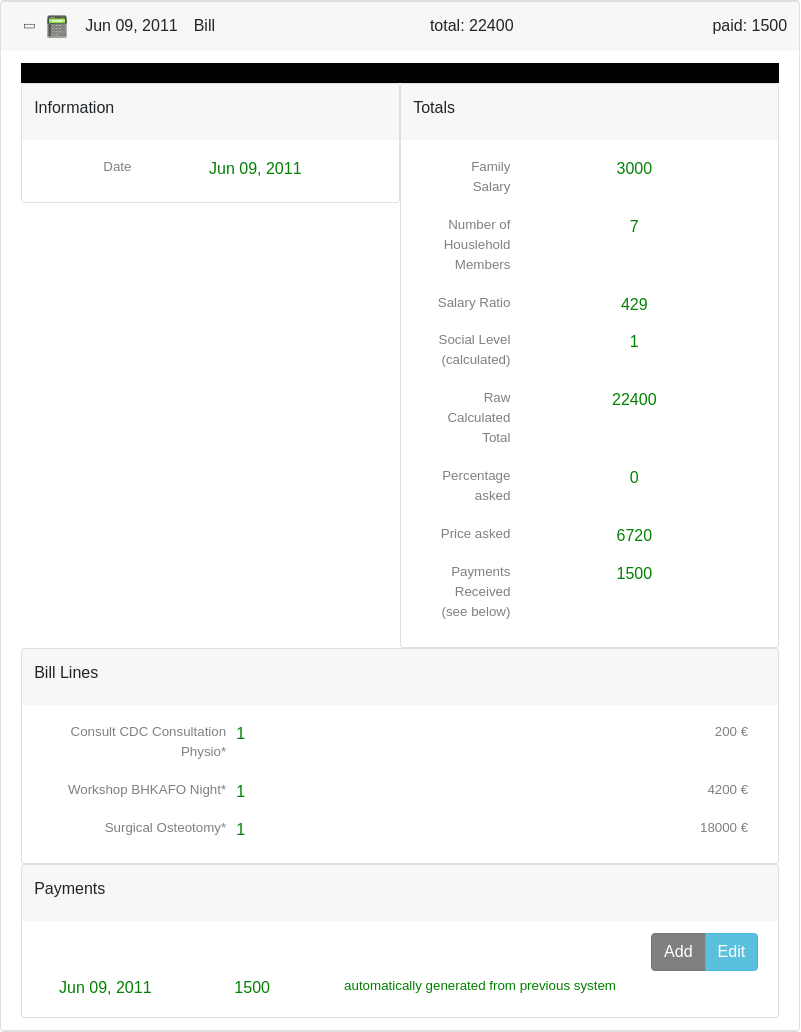 Jun 09, 2011 Bill total: 22400 paid: 1500
Information
Date Jun 09, 2011
Totals
Family
Salary
3000
Number of
Houslehold
Members
7
Salary Ratio 429
Social Level
(calculated)
1
Raw
Calculated
Total
22400
Percentage
asked
0
Price asked 6720
Payments
Received
(see below)
1500
Bill Lines
Consult CDC Consultation
Physio*
1 200 €
Workshop BHKAFO Night* 1 4200 €
Surgical Osteotomy* 1 18000 €
Payments
Add Edit
Jun 09, 2011 1500 automatically generated from previous system